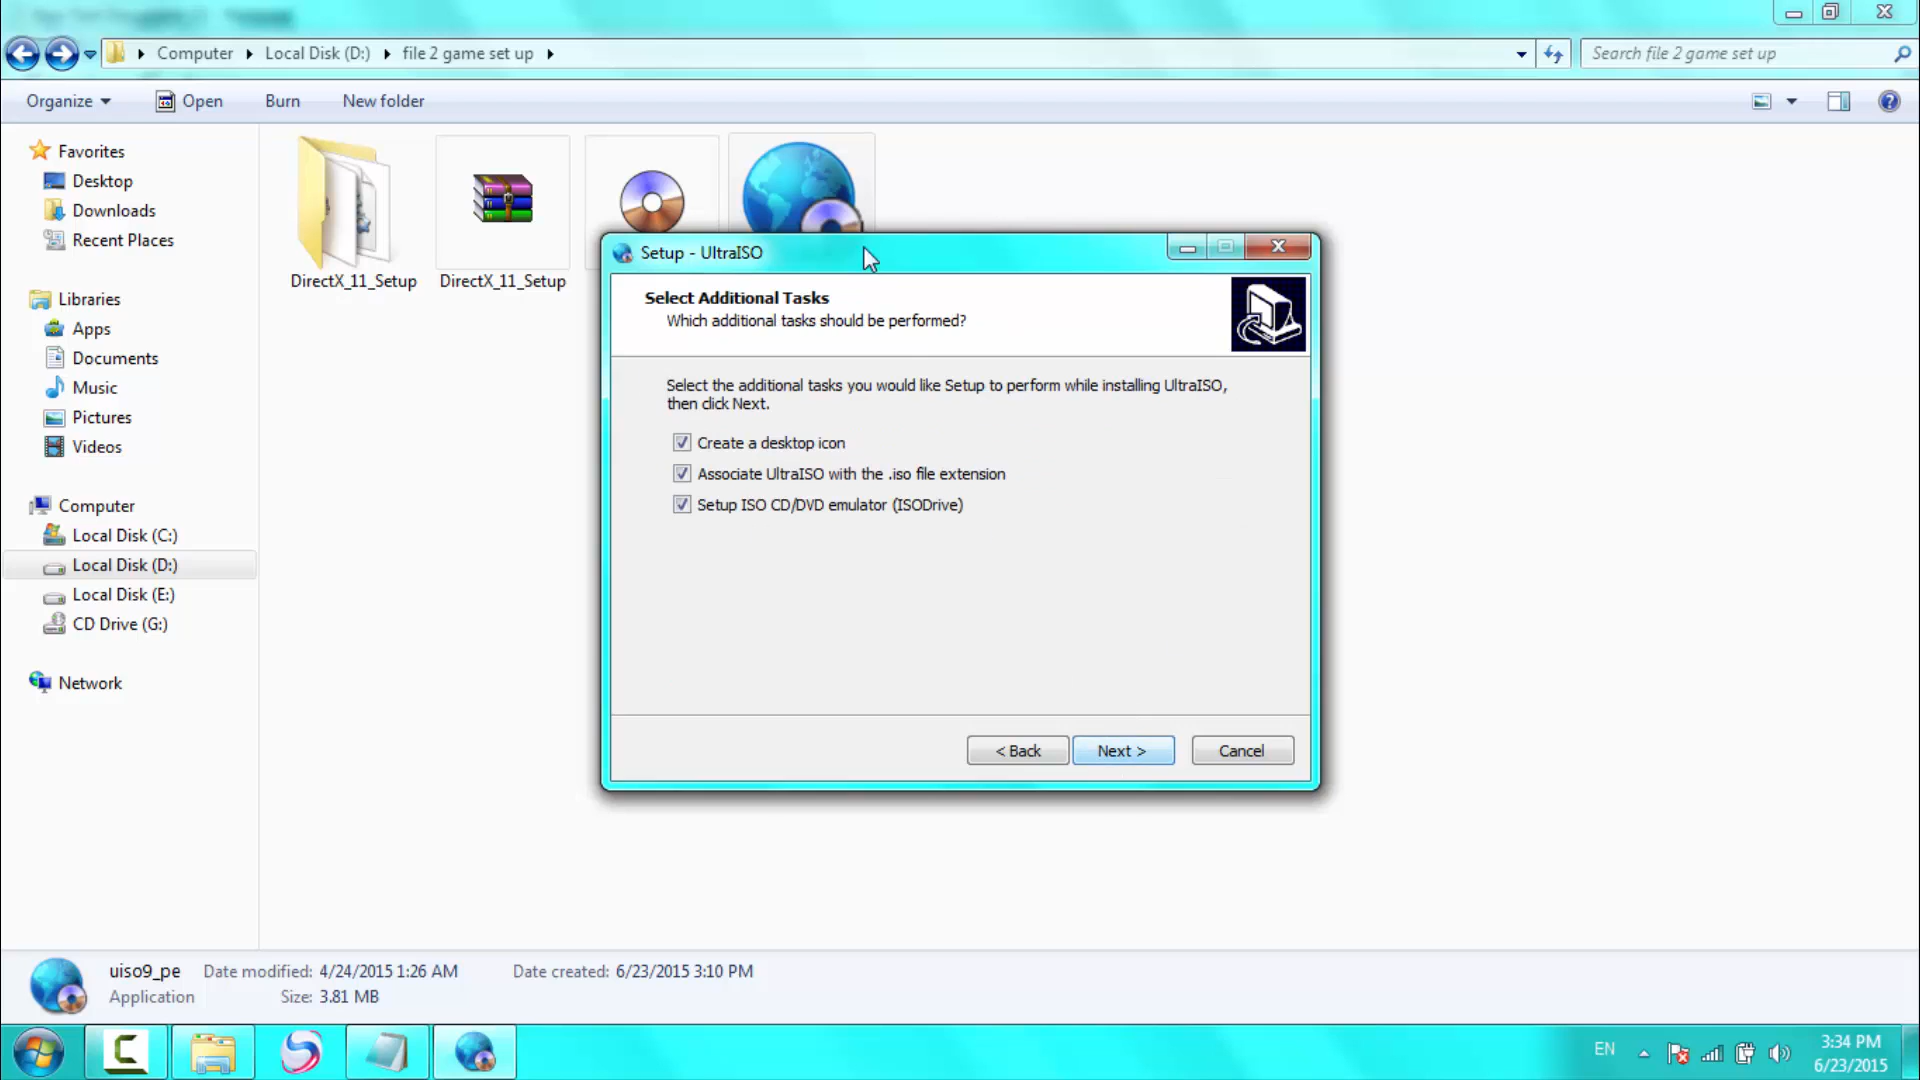 Computer
Local Disk (D:)
file 2 game set up
Search file 2 game set up
Organize
Open
Burn
New folder
Favorites
Desktop
Downloads
Recent Places
Libraries
Apps
Documents
Music
Pictures
Videos
Computer
Local Disk (C:)
Local Disk (D:)
Local Disk (E:)
CD Drive (G:)
Network
DirectX_11_Setup
DirectX_11_Setup
Setup - UltraISO
Select Additional Tasks
Which additional tasks should be performed?
Select the additional tasks you would like Setup to perform while installing UltraISO,
then click Next.
Create a desktop icon
Associate UltraISO with the .iso file extension
Setup ISO CD/DVD emulator (ISODrive)
< Back
Next >
Cancel
uiso9_pe
Date modified: 4/24/2015 1:26 AM
Date created: 6/23/2015 3:10 PM
Application
Size: 3.81 MB
EN
3:34 PM
6/23/2015